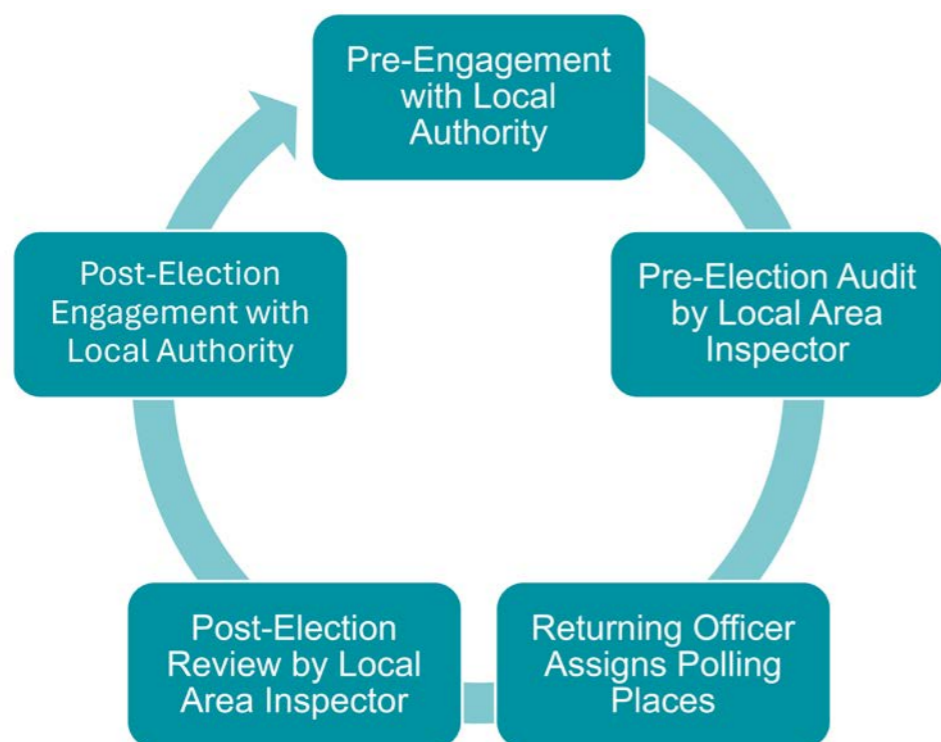 Pre-Engagement
with Local
Authority
Pre-Election Audit
by Local Area
Inspector
Returning Officer
Assigns Polling
Places
Post-Election
Review by Local
Area Inspector
Post-Election
Engagement with
Local Authority